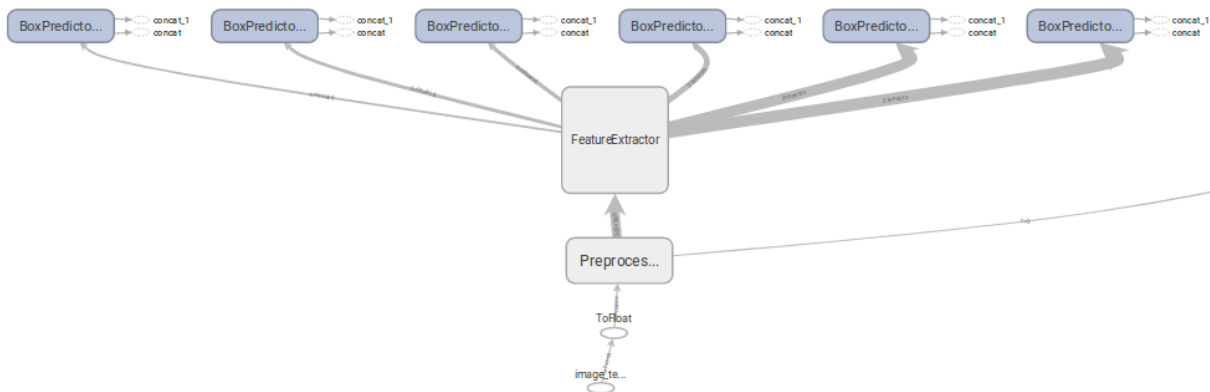 BoxPredicto... concat_1 concat
BoxPredicto... concat_1 concat
BoxPredicto... concat_1 concat
BoxPredicto... concat_1 concat
BoxPredicto... concat_1 concat
BoxPredicto... concat_1 concat
FeatureExtractor
Preproces...
ToFloat
image_te...